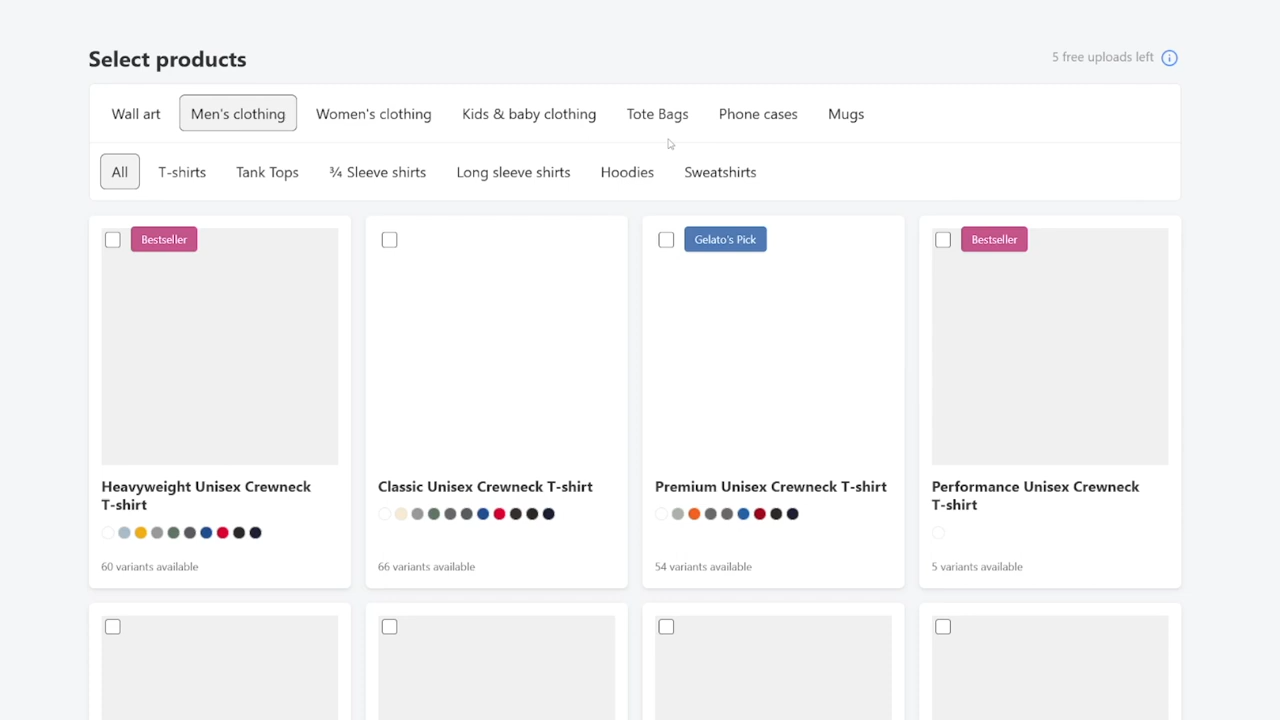 Select products
5 free uploads left
Wall art Men's clothing Women's clothing Kids & baby clothing Tote Bags Phone cases Mugs
All T-shirts Tank Tops ¾ Sleeve shirts Long sleeve shirts Hoodies Sweatshirts
Bestseller
Heavyweight Unisex Crewneck
T-shirt
60 variants available
Classic Unisex Crewneck T-shirt
66 variants available
Gelato's Pick
Premium Unisex Crewneck T-shirt
54 variants available
Bestseller
Performance Unisex Crewneck
T-shirt
5 variants available